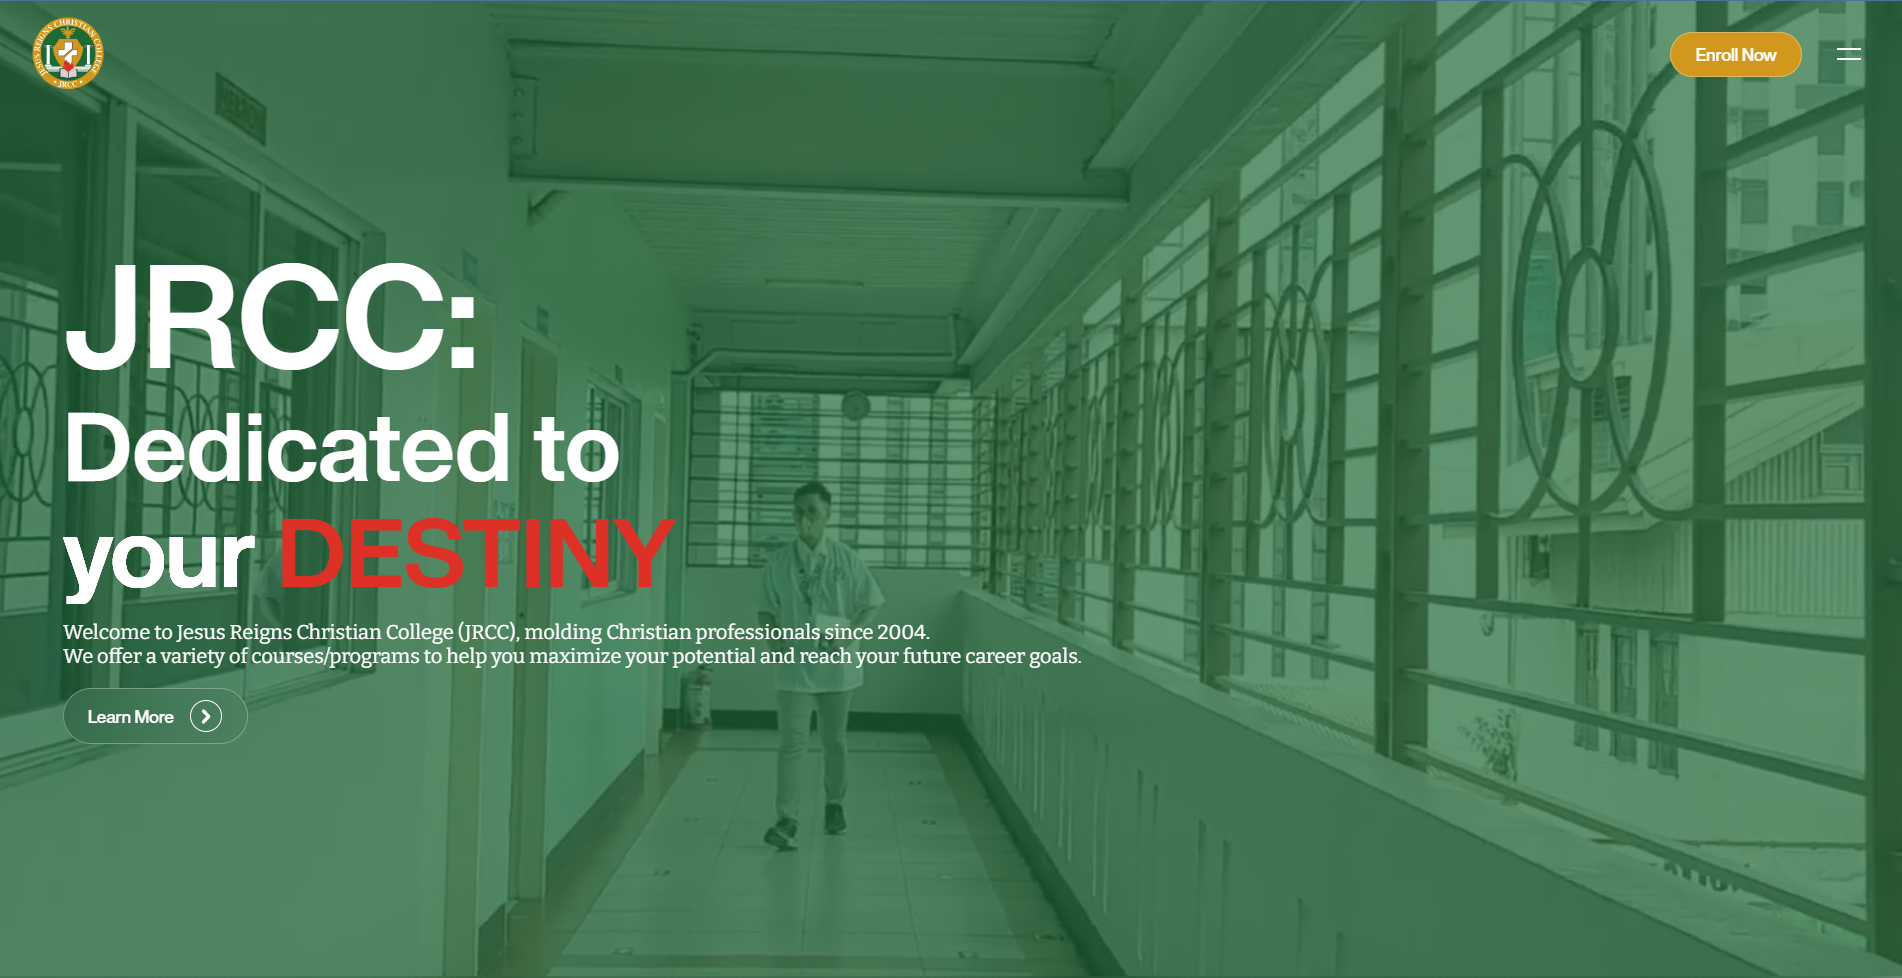 JESUS REIGNS CHRISTIAN COLLEGE
JRCC
Enroll Now
HEBRON
JRCC:
Dedicated to
your DESTINY
Welcome to Jesus Reigns Christian College (JRCC), molding Christian professionals since 2004.
We offer a variety of courses/programs to help you maximize your potential and reach your future career goals.
Learn More